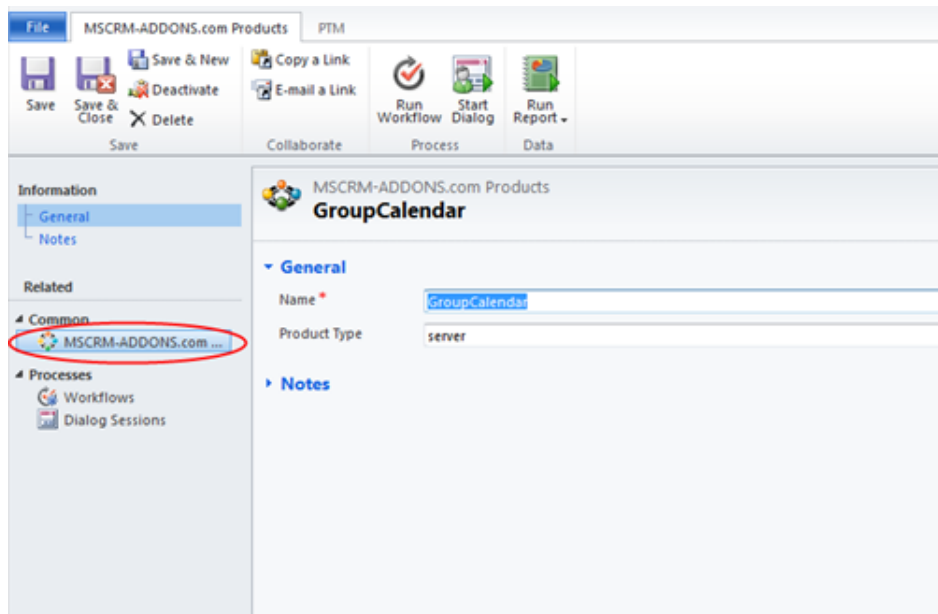 File
MSCRM-ADDONS.com Products
PTM
Save
Save & Close
Save & New
Deactivate
Delete
Save
Copy a Link
E-mail a Link
Collaborate
Run Workflow
Start Dialog
Process
Run Report
Data
Information
General
Notes
Related
Common
MSCRM-ADDONS.com ...
Processes
Workflows
Dialog Sessions
MSCRM-ADDONS.com Products
GroupCalendar
General
Name *
GroupCalendar
Product Type
server
Notes